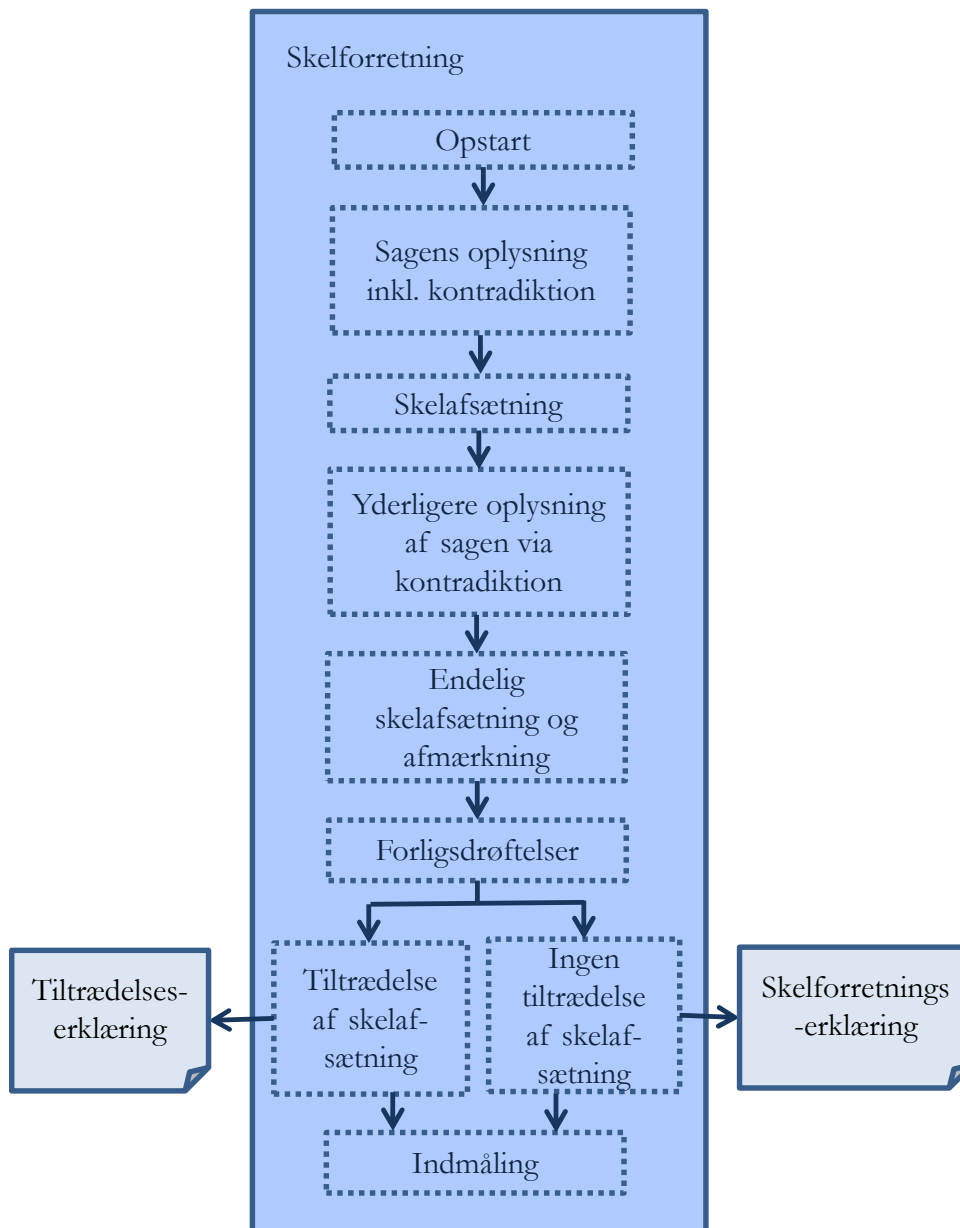 Skelforretning
Opstart
Sagens oplysning
inkl. kontradiktion
Skelafsætning
Yderligere oplysning
af sagen via
kontradiktion
Endelig
skelafsætning og
afmærkning
Forligsdrøftelser
Tiltrædelses-
erklæring
Tiltrædelse
af skelaf-
sætning
Ingen
tiltrædelse
af skelaf-
sætning
Skelforretnings
-erklæring
Indmåling